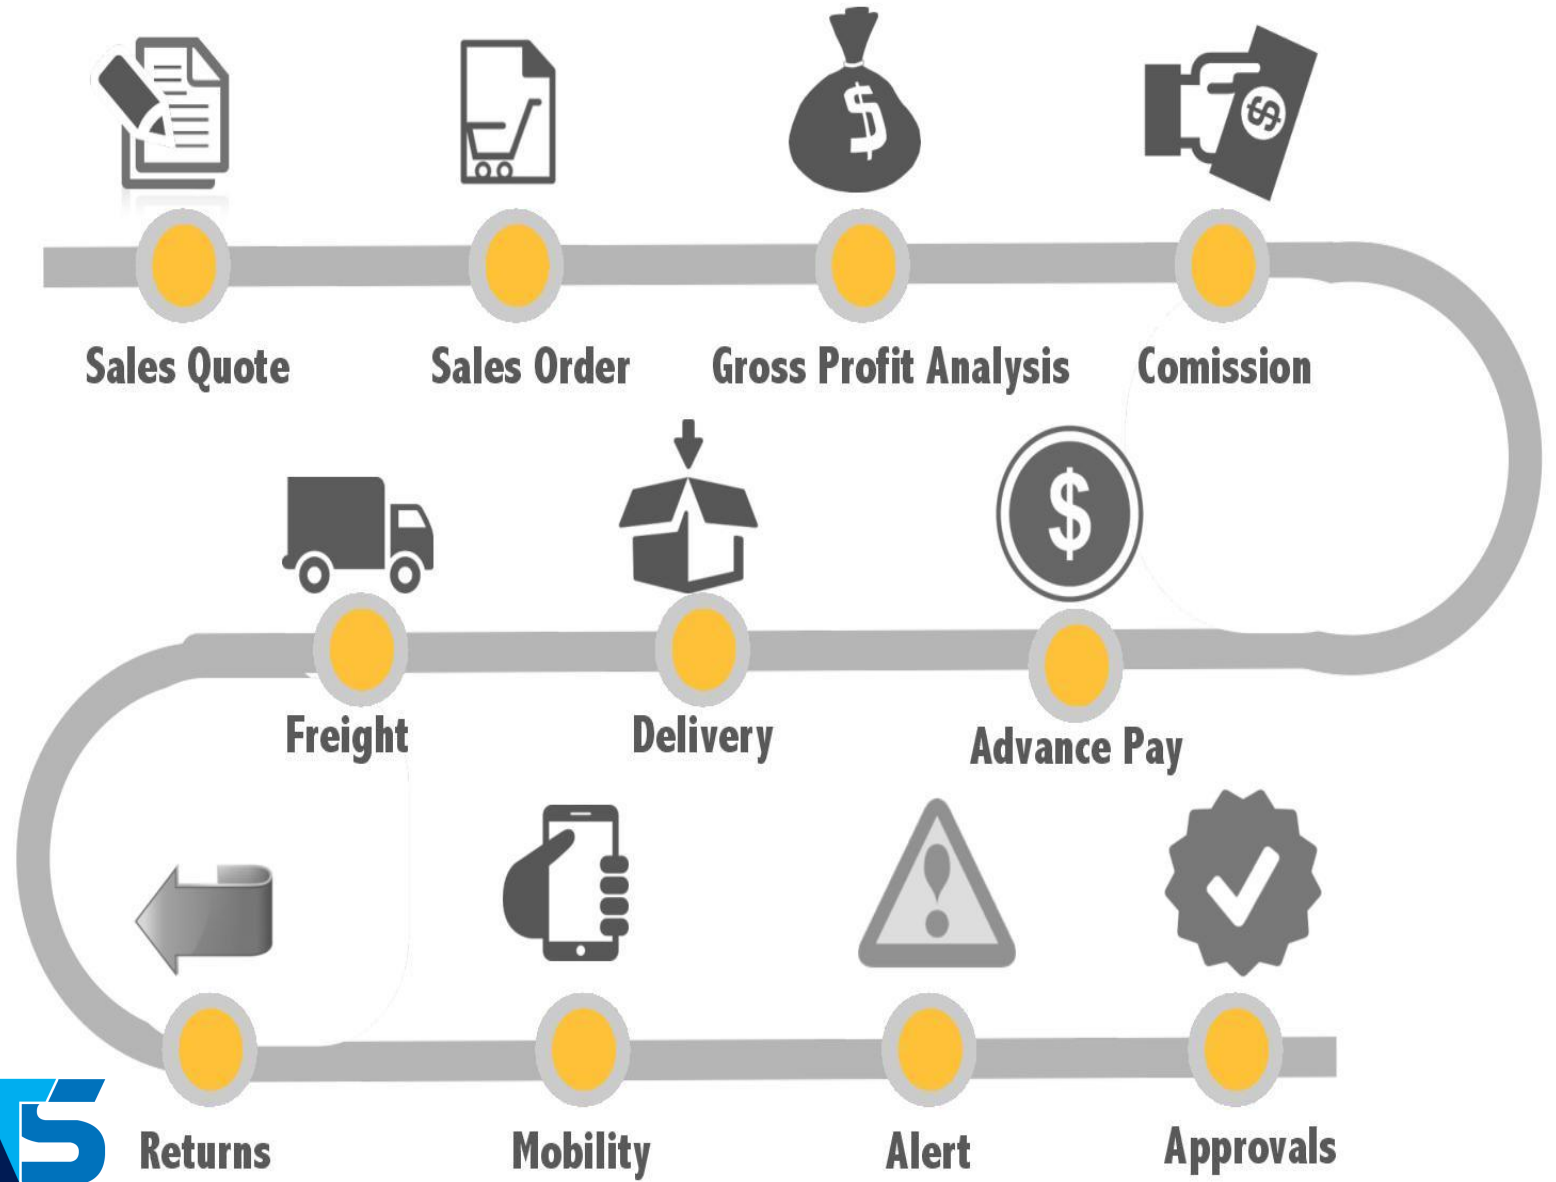 Sales Quote
Sales Order
Gross Profit Analysis
Comission
Freight
Delivery
Advance Pay
Returns
Mobility
Alert
Approvals